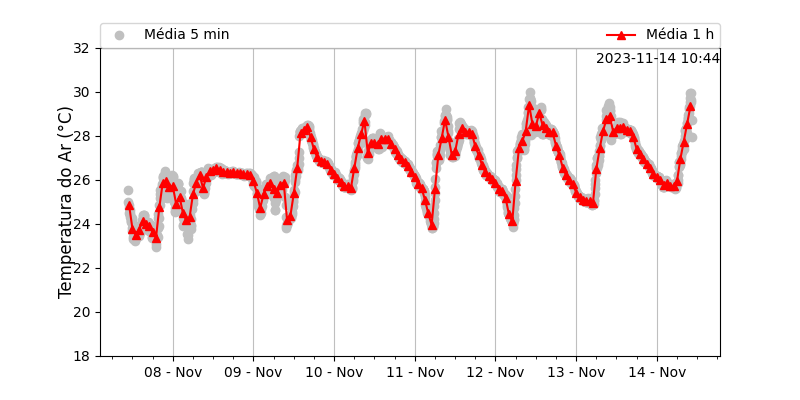 Média 5 min
Média 1 h
2023-11-14 10:44
Temperatura do Ar (°C)
32
30
28
26
24
22
20
18
08 - Nov
09 - Nov
10 - Nov
11 - Nov
12 - Nov
13 - Nov
14 - Nov